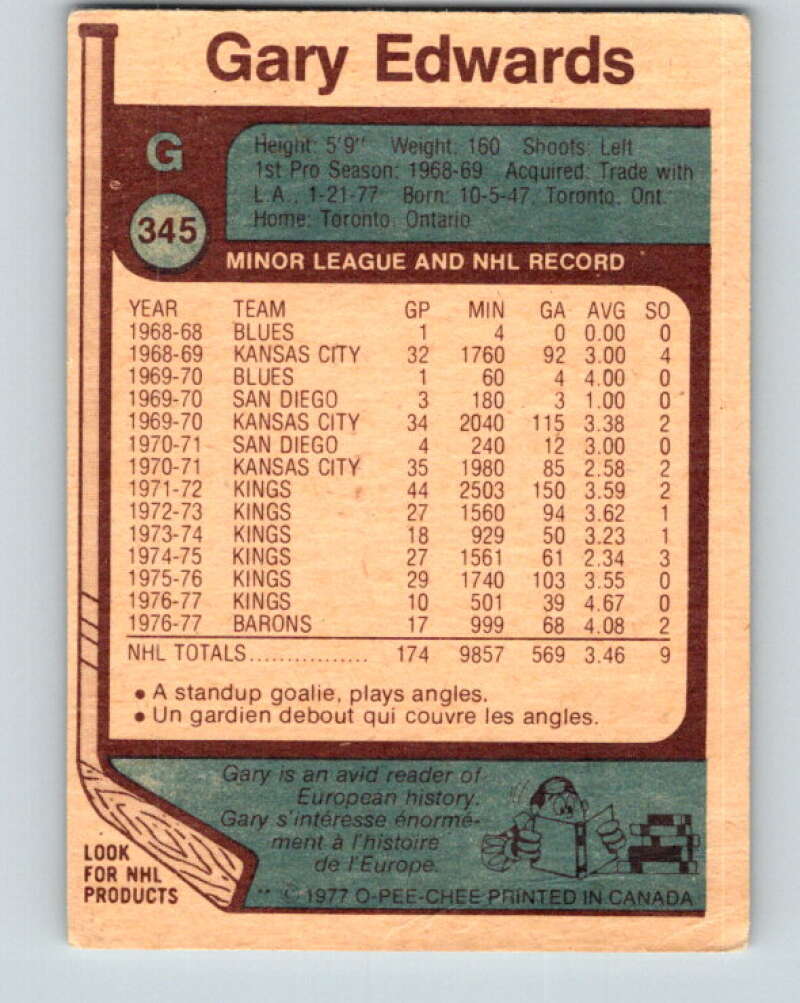 Gary Edwards
G
345
Height: 5'9" Weight: 160 Shoots: Left
1st Pro Season: 1968-69 Acquired: Trade with
L.A., 1-21-77 Born: 10-5-47, Toronto, Ont.
Home: Toronto, Ontario
MINOR LEAGUE AND NHL RECORD
YEAR TEAM GP MIN GA AVG SO
1968-68 BLUES 1 4 0 0.00 0
1968-69 KANSAS CITY 32 1760 92 3.00 4
1969-70 BLUES 1 60 4 4.00 0
1969-70 SAN DIEGO 3 180 3 1.00 0
1969-70 KANSAS CITY 34 2040 115 3.38 2
1970-71 SAN DIEGO 4 240 12 3.00 0
1970-71 KANSAS CITY 35 1980 85 2.58 2
1971-72 KINGS 44 2503 150 3.59 2
1972-73 KINGS 27 1560 94 3.62 1
1973-74 KINGS 18 929 50 3.23 1
1974-75 KINGS 27 1561 61 2.34 3
1975-76 KINGS 29 1740 103 3.55 0
1976-77 KINGS 10 501 39 4.67 0
1976-77 BARONS 17 999 68 4.08 2
NHL TOTALS................ 174 9857 569 3.46 9
• A standup goalie, plays angles.
• Un gardien debout qui couvre les angles.
Gary is an avid reader of
European history.
Gary s'intéresse énormé-
ment à l'histoire
de l'Europe.
LOOK
FOR NHL
PRODUCTS
** © 1977 O-PEE-CHEE PRINTED IN CANADA